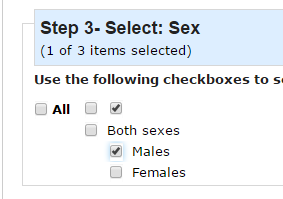 Step 3- Select: Sex
(1 of 3 items selected)
Use the following checkboxes to s
All
Both sexes
Males
Females